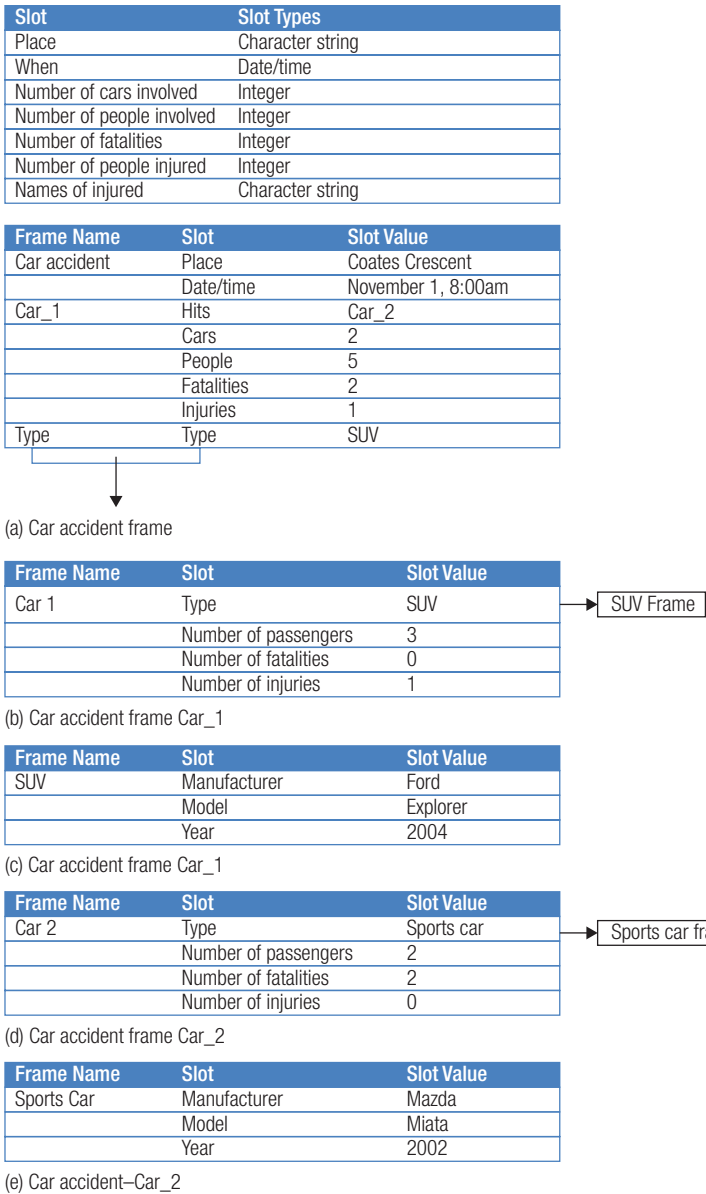 Slot Slot Types
Place Character string
When Date/time
Number of cars involved Integer
Number of people involved Integer
Number of fatalities Integer
Number of people injured Integer
Names of injured Character string
Frame Name Slot Slot Value
Car accident Place Coates Crescent
Date/time November 1, 8:00am
Car_1 Hits Car_2
Cars 2
People 5
Fatalities 2
Injuries 1
Type Type SUV
(a) Car accident frame
Frame Name Slot Slot Value
Car 1 Type SUV SUV Frame
Number of passengers 3
Number of fatalities 0
Number of injuries 1
(b) Car accident frame Car_1
Frame Name Slot Slot Value
SUV Manufacturer Ford
Model Explorer
Year 2004
(c) Car accident frame Car_1
Frame Name Slot Slot Value
Car 2 Type Sports car Sports car
Number of passengers 2
Number of fatalities 2
Number of injuries 0
(d) Car accident frame Car_2
Frame Name Slot Slot Value
Sports Car Manufacturer Mazda
Model Miata
Year 2002
(e) Car accident–Car_2